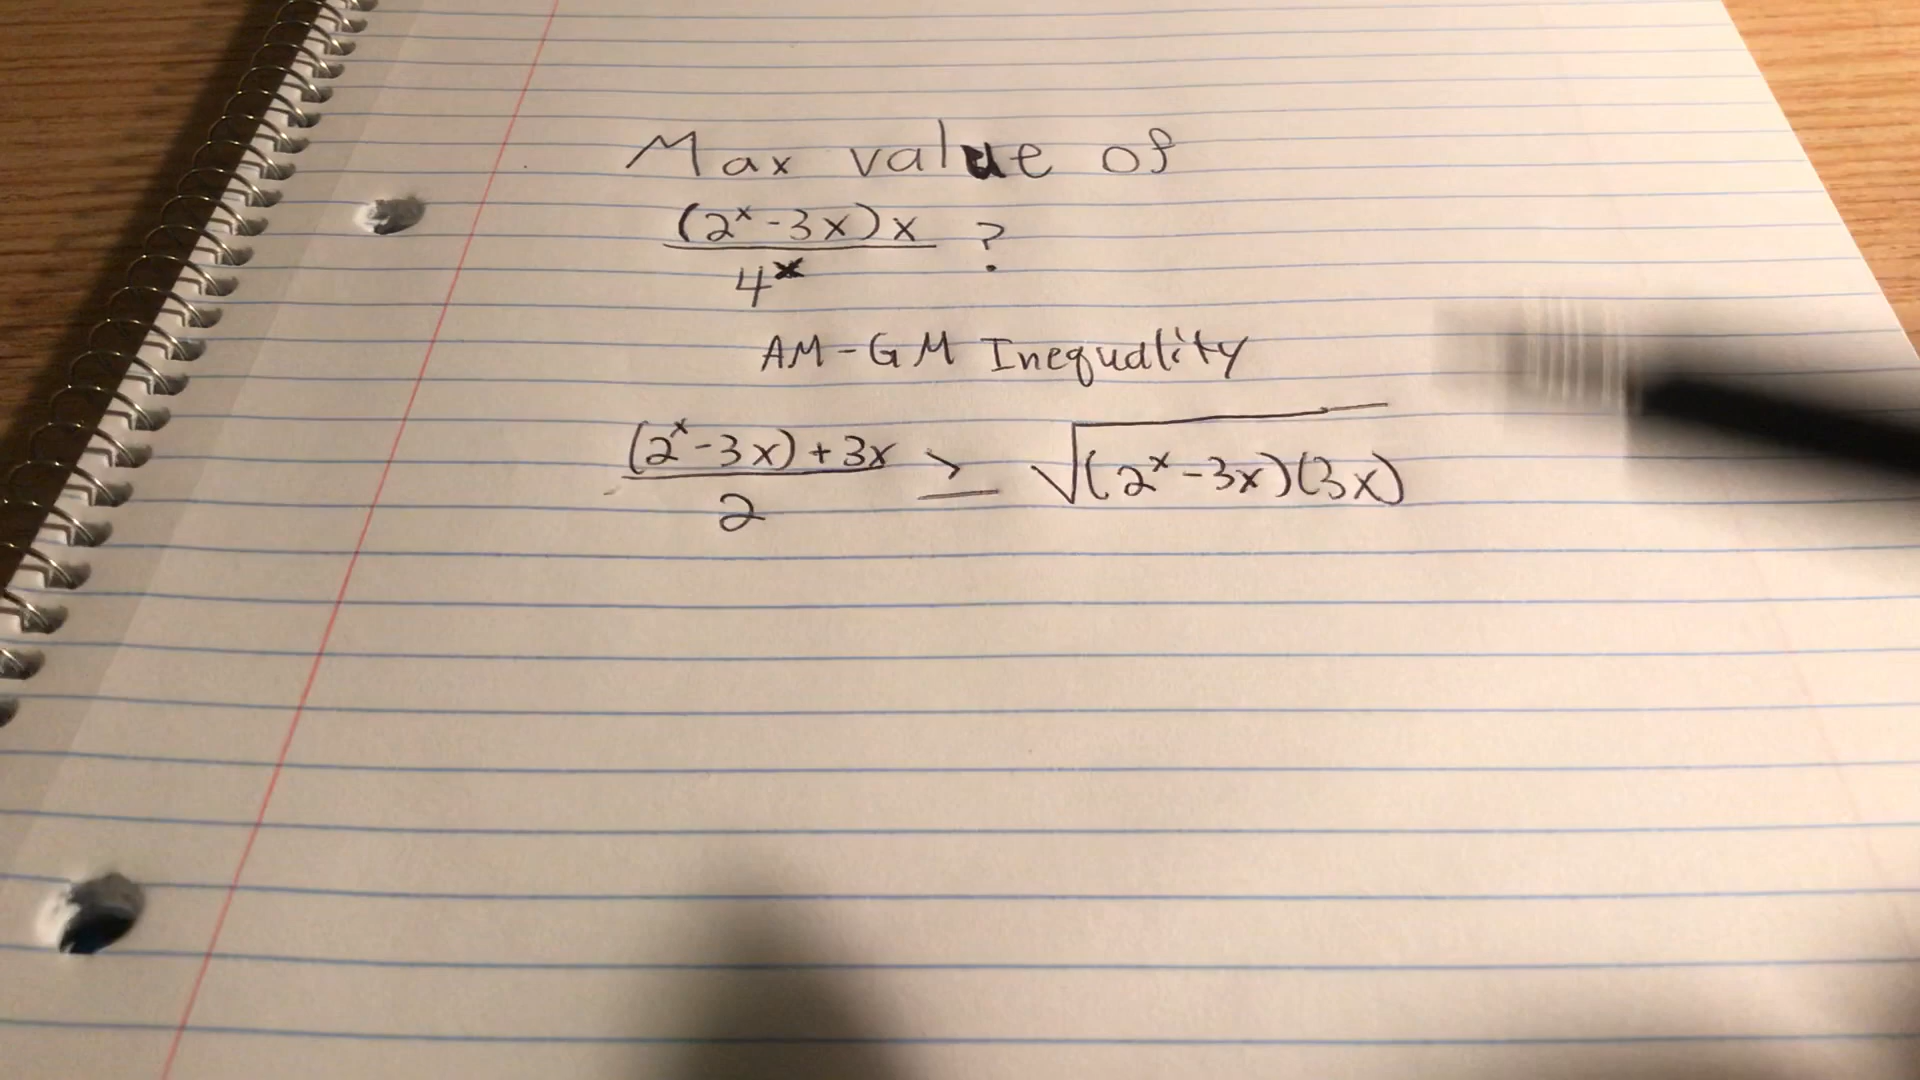 Max value of
(2^x - 3x)x / 4^x ?
AM-GM Inequality
((2^x - 3x) + 3x) / 2 ≥ √((2^x - 3x)(3x))